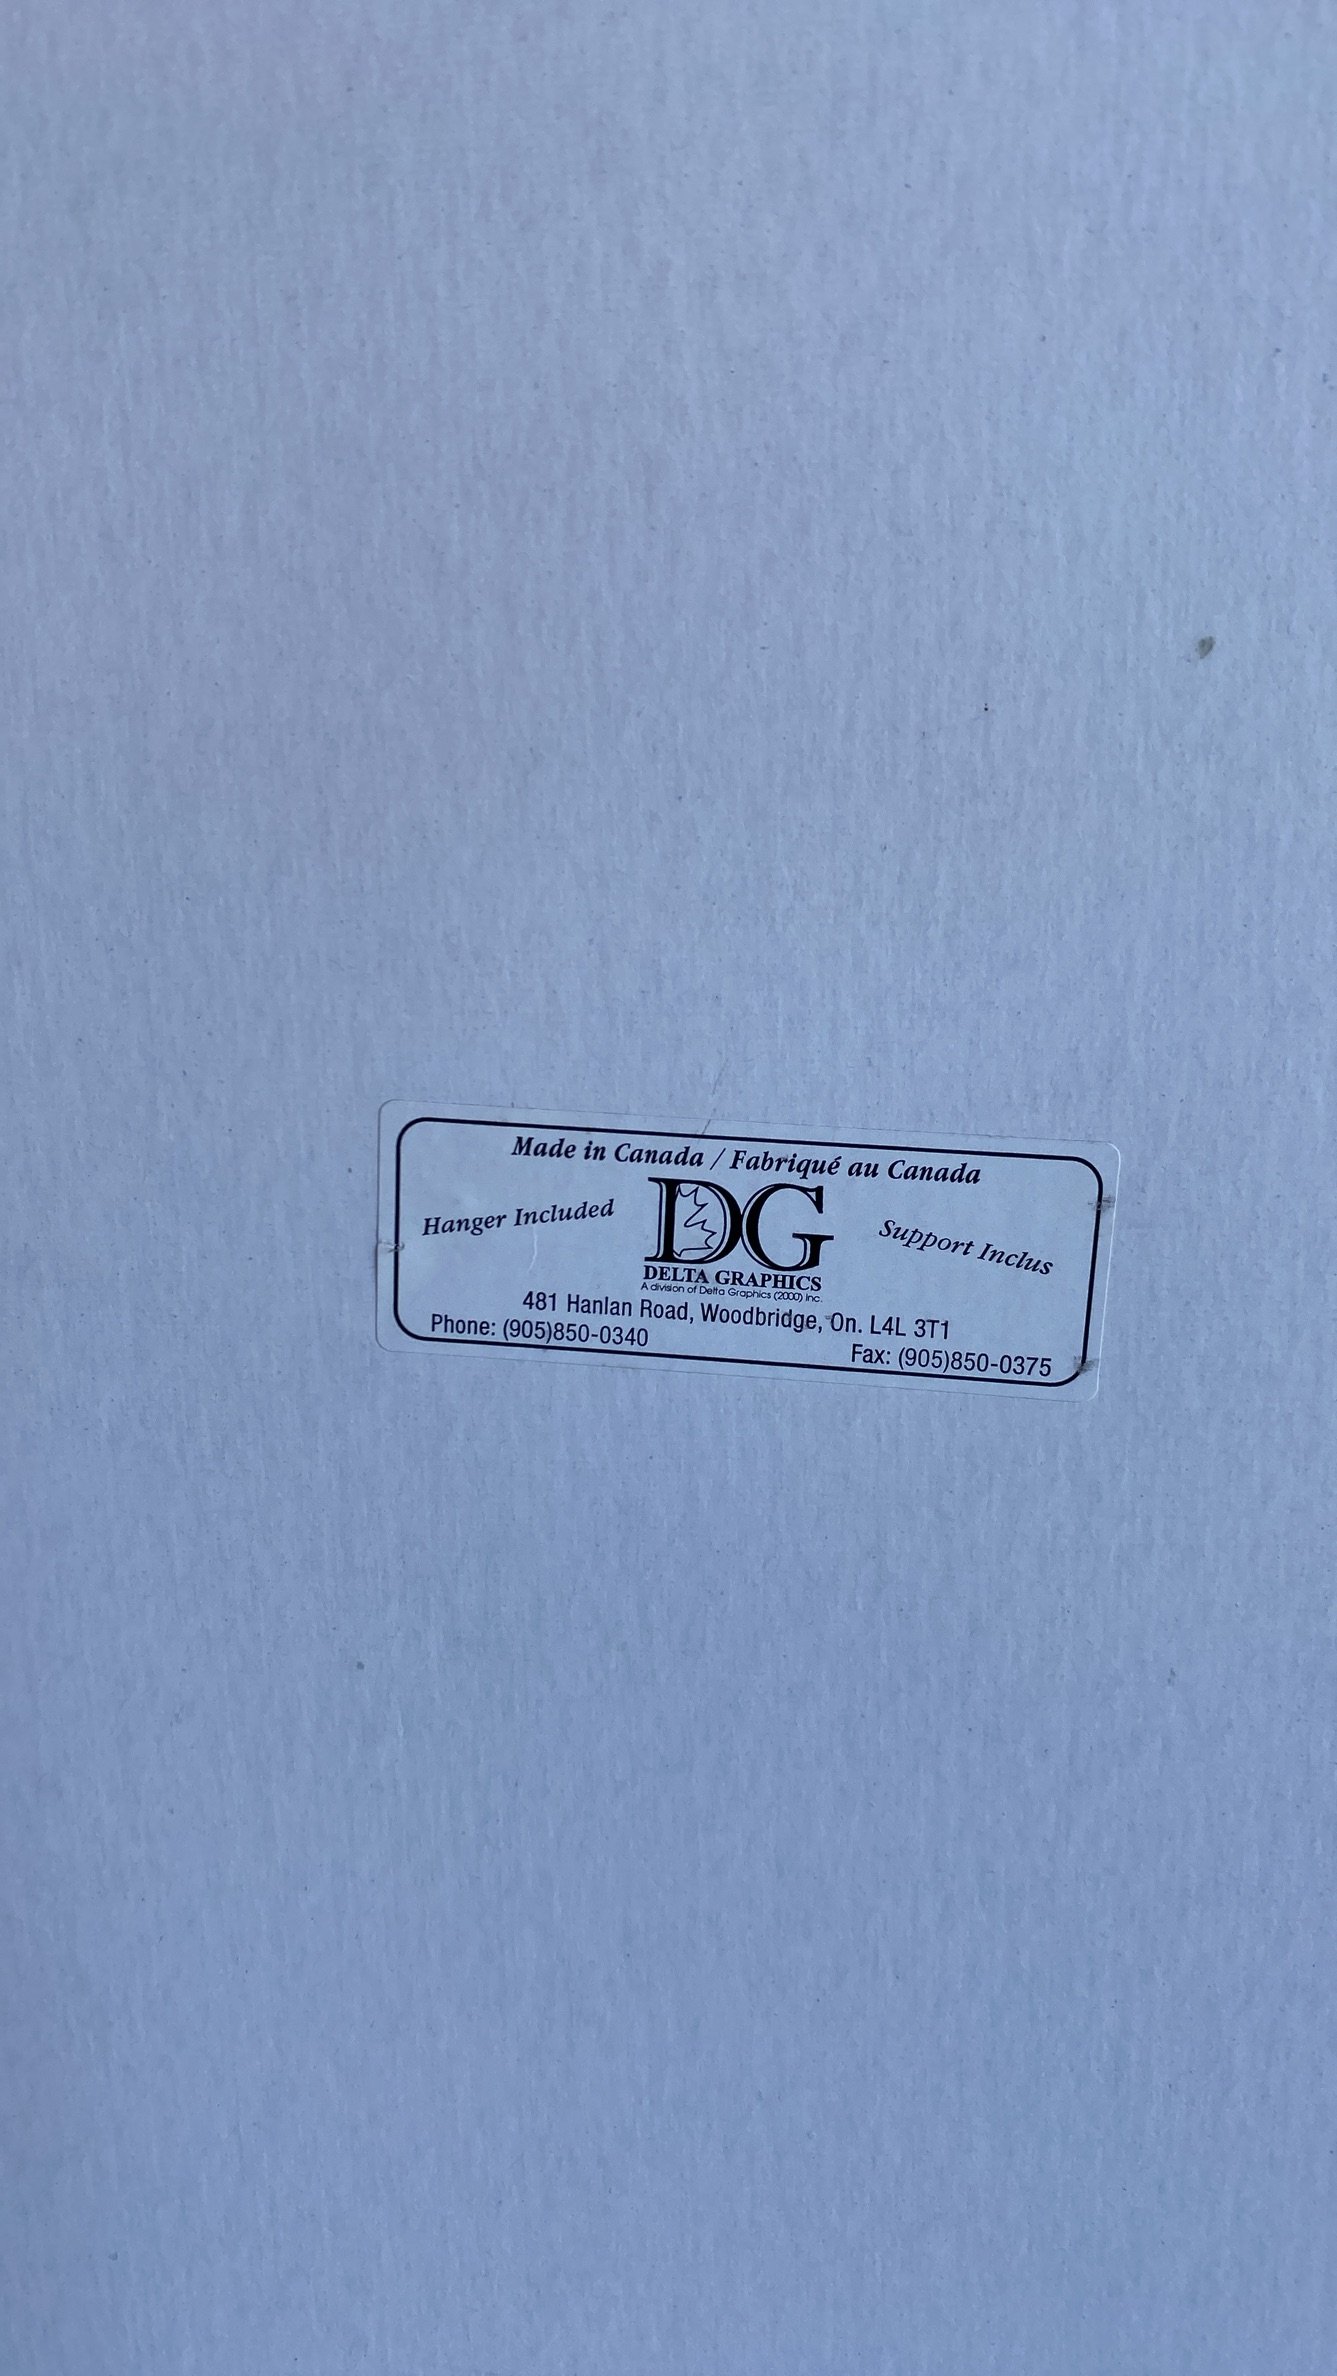 Made in Canada / Fabriqué au Canada
Hanger Included
DG
Support Inclus
DELTA GRAPHICS
A division of Delta Graphics (2000) Inc.
481 Hanlan Road, Woodbridge, On. L4L 3T1
Phone: (905)850-0340
Fax: (905)850-0375